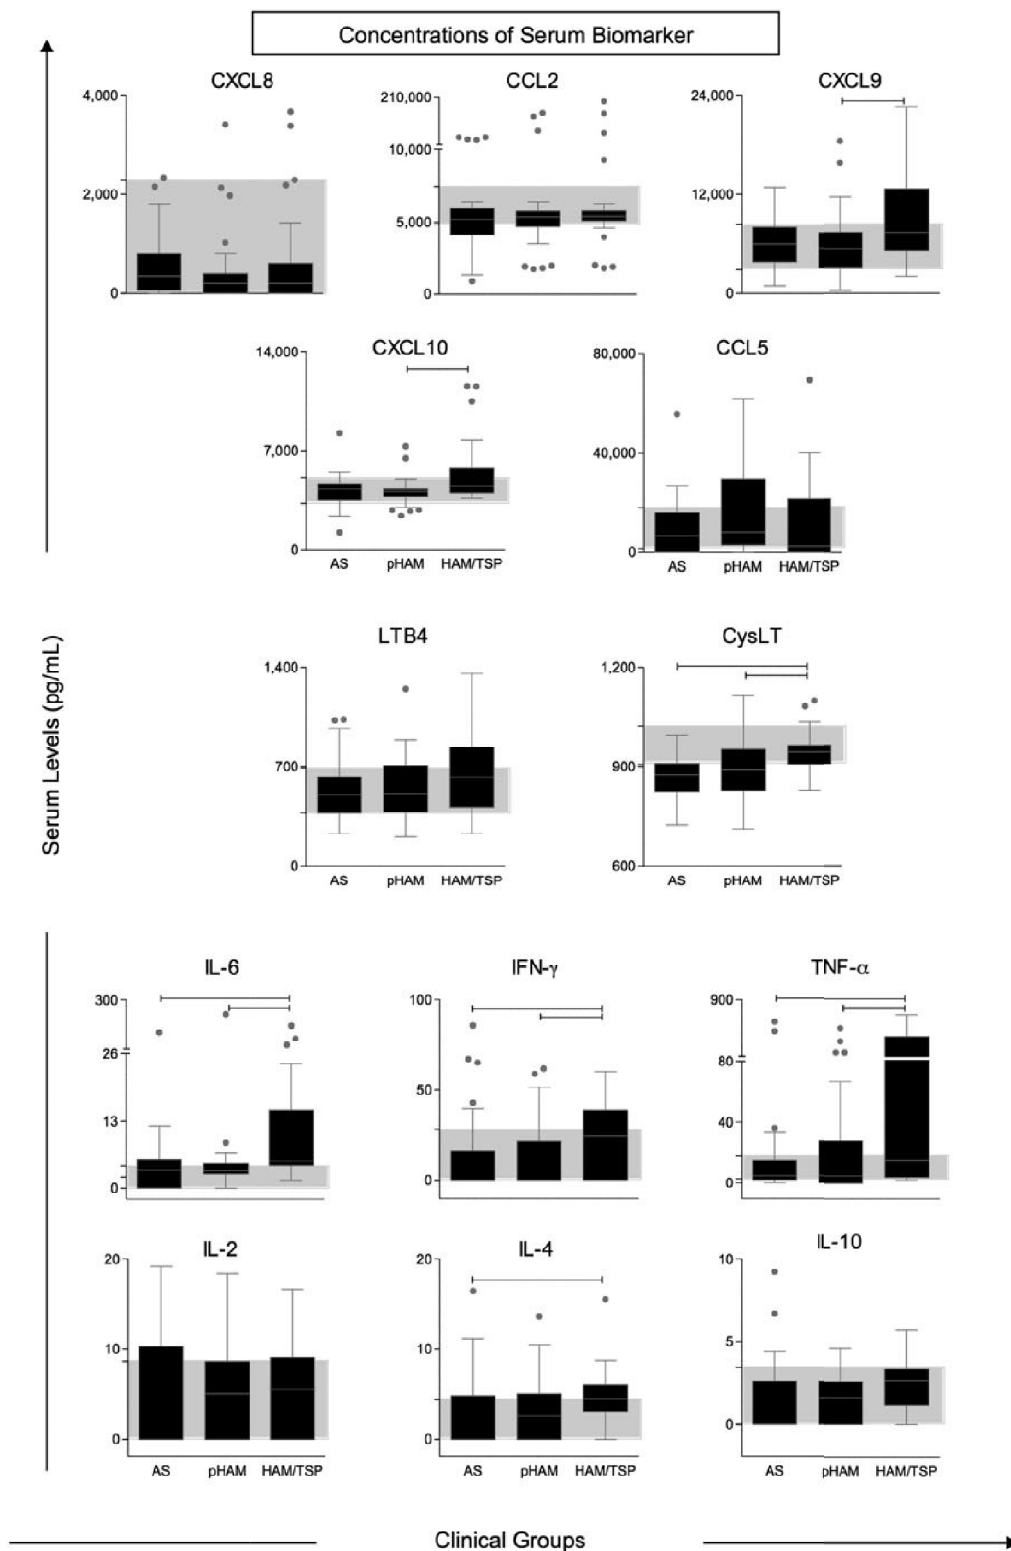 Concentrations of Serum Biomarker
CXCL8
CCL2
CXCL9
4,000
2,000
0
210,000
10,000
5,000
0
24,000
12,000
0
CXCL10
CCL5
14,000
7,000
0
80,000
40,000
0
AS pHAM HAM/TSP
AS pHAM HAM/TSP
Serum Levels (pg/mL)
LTB4
CysLT
1,400
700
0
1,200
900
600
AS pHAM HAM/TSP
AS pHAM HAM/TSP
IL-6
IFN-γ
TNF-α
300
26
13
0
100
50
0
900
80
40
0
IL-2
IL-4
IL-10
20
10
0
20
10
0
10
5
0
AS pHAM HAM/TSP
AS pHAM HAM/TSP
AS pHAM HAM/TSP
Clinical Groups